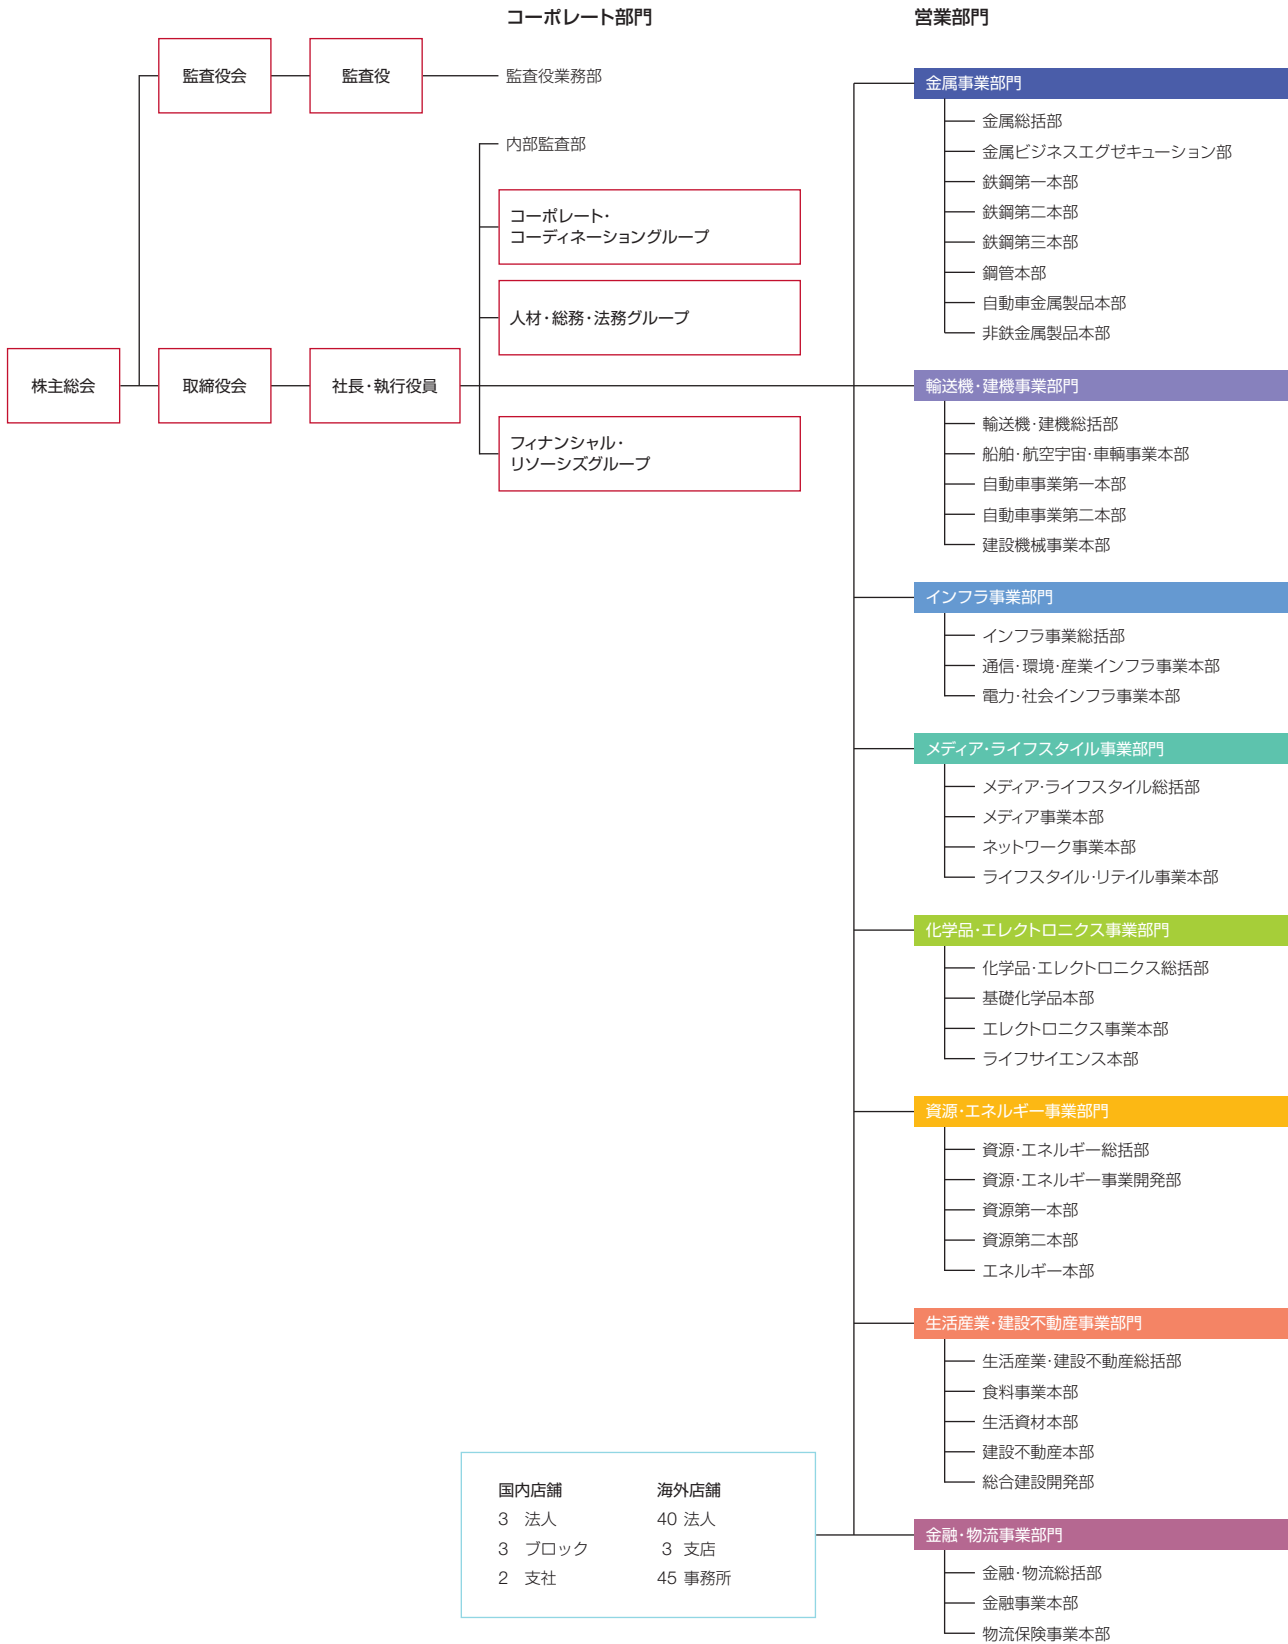 コーポレート部門
営業部門
監査役会
監査役
監査役業務部
内部監査部
コーポレート・
コーディネーショングループ
人材・総務・法務グループ
株主総会
取締役会
社長・執行役員
フィナンシャル・
リソーシズグループ
金属事業部門
金属総括部
金属ビジネスエグゼキューション部
鉄鋼第一本部
鉄鋼第二本部
鉄鋼第三本部
鋼管本部
自動車金属製品本部
非鉄金属製品本部
輸送機・建機事業部門
輸送機・建機総括部
船舶・航空宇宙・車輌事業本部
自動車事業第一本部
自動車事業第二本部
建設機械事業本部
インフラ事業部門
インフラ事業総括部
通信・環境・産業インフラ事業本部
電力・社会インフラ事業本部
メディア・ライフスタイル事業部門
メディア・ライフスタイル総括部
メディア事業本部
ネットワーク事業本部
ライフスタイル・リテイル事業本部
化学品・エレクトロニクス事業部門
化学品・エレクトロニクス総括部
基礎化学品本部
エレクトロニクス事業本部
ライフサイエンス本部
資源・エネルギー事業部門
資源・エネルギー総括部
資源・エネルギー事業開発部
資源第一本部
資源第二本部
エネルギー本部
生活産業・建設不動産事業部門
生活産業・建設不動産総括部
食料事業本部
生活資材本部
建設不動産本部
総合建設開発部
金融・物流事業部門
金融・物流総括部
金融事業本部
物流保険事業本部
国内店舗
3 法人
3 ブロック
2 支社
海外店舗
40 法人
3 支店
45 事務所